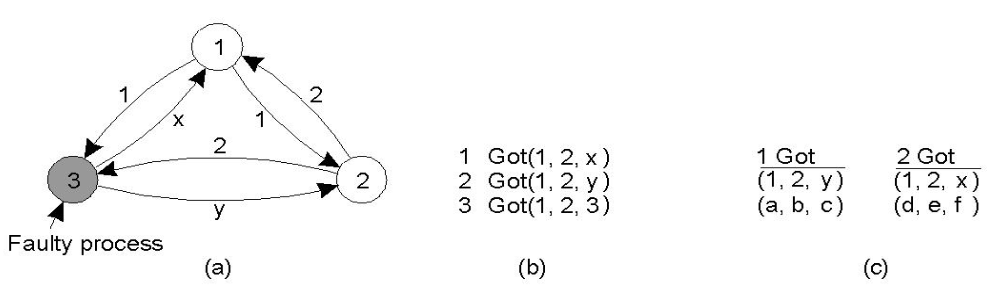 1
1
x
1
2
2
3
2
y
Faulty process
(a)
1 Got(1, 2, x)
2 Got(1, 2, y)
3 Got(1, 2, 3)
(b)
1 Got
(1, 2, y)
(a, b, c)
2 Got
(1, 2, x)
(d, e, f)
(c)